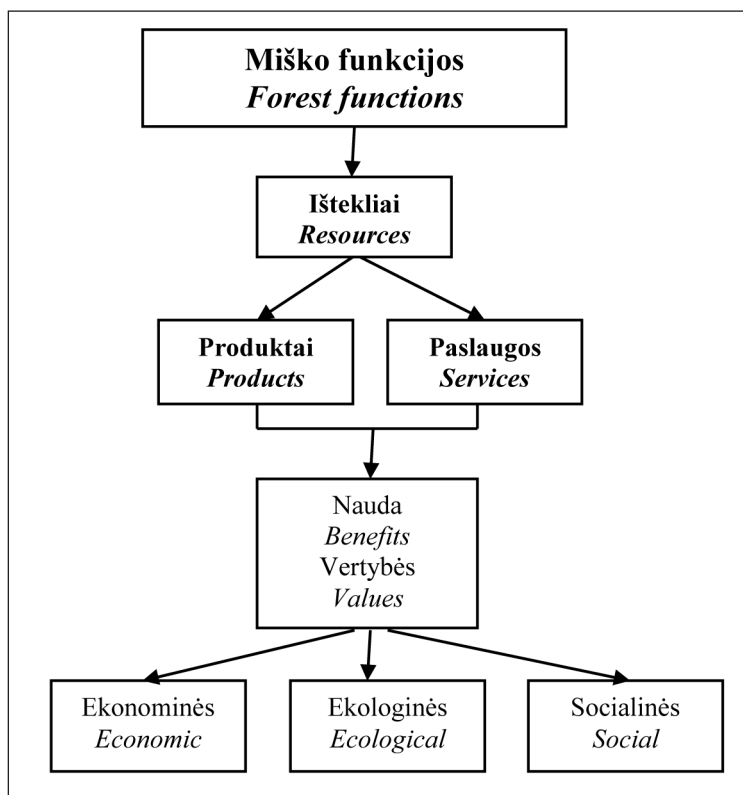 Miško funkcijos
Forest functions
Ištekliai
Resources
Produktai
Products
Paslaugos
Services
Nauda
Benefits
Vertybės
Values
Ekonominės
Economic
Ekologinės
Ecological
Socialinės
Social